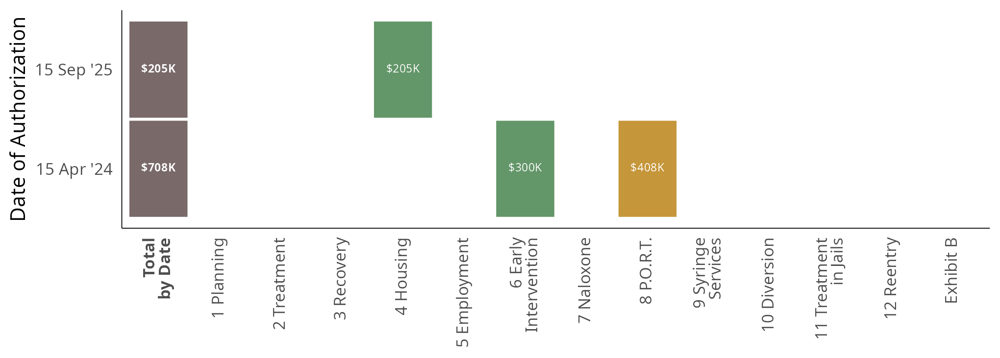 Date of Authorization
15 Sep '25
$205K
$205K
15 Apr '24
$708K
$300K
$408K
Total
by Date
1 Planning
2 Treatment
3 Recovery
4 Housing
5 Employment
6 Early
Intervention
7 Naloxone
8 P.O.R.T.
9 Syringe
Services
10 Diversion
11 Treatment
in Jails
12 Reentry
Exhibit B